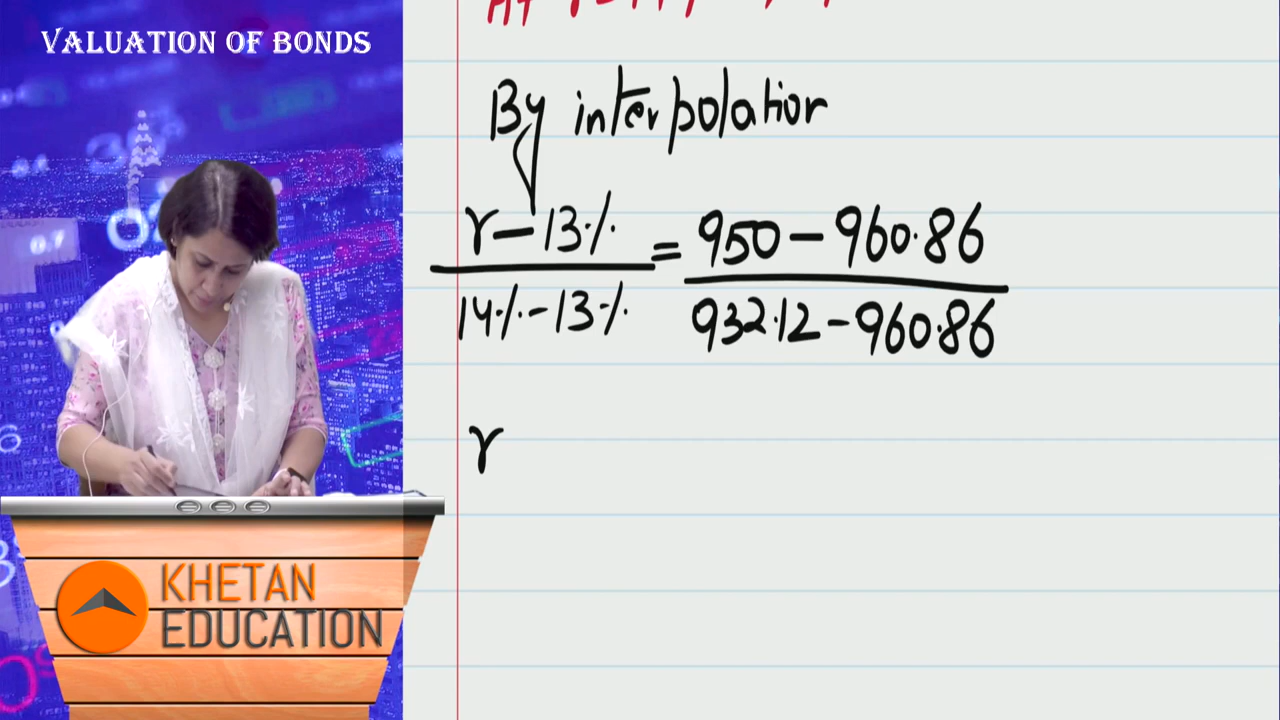 VALUATION OF BONDS
By interpolation
r - 13% = 950 - 960.86
14% - 13% 932.12 - 960.86
r
KHETAN
EDUCATION